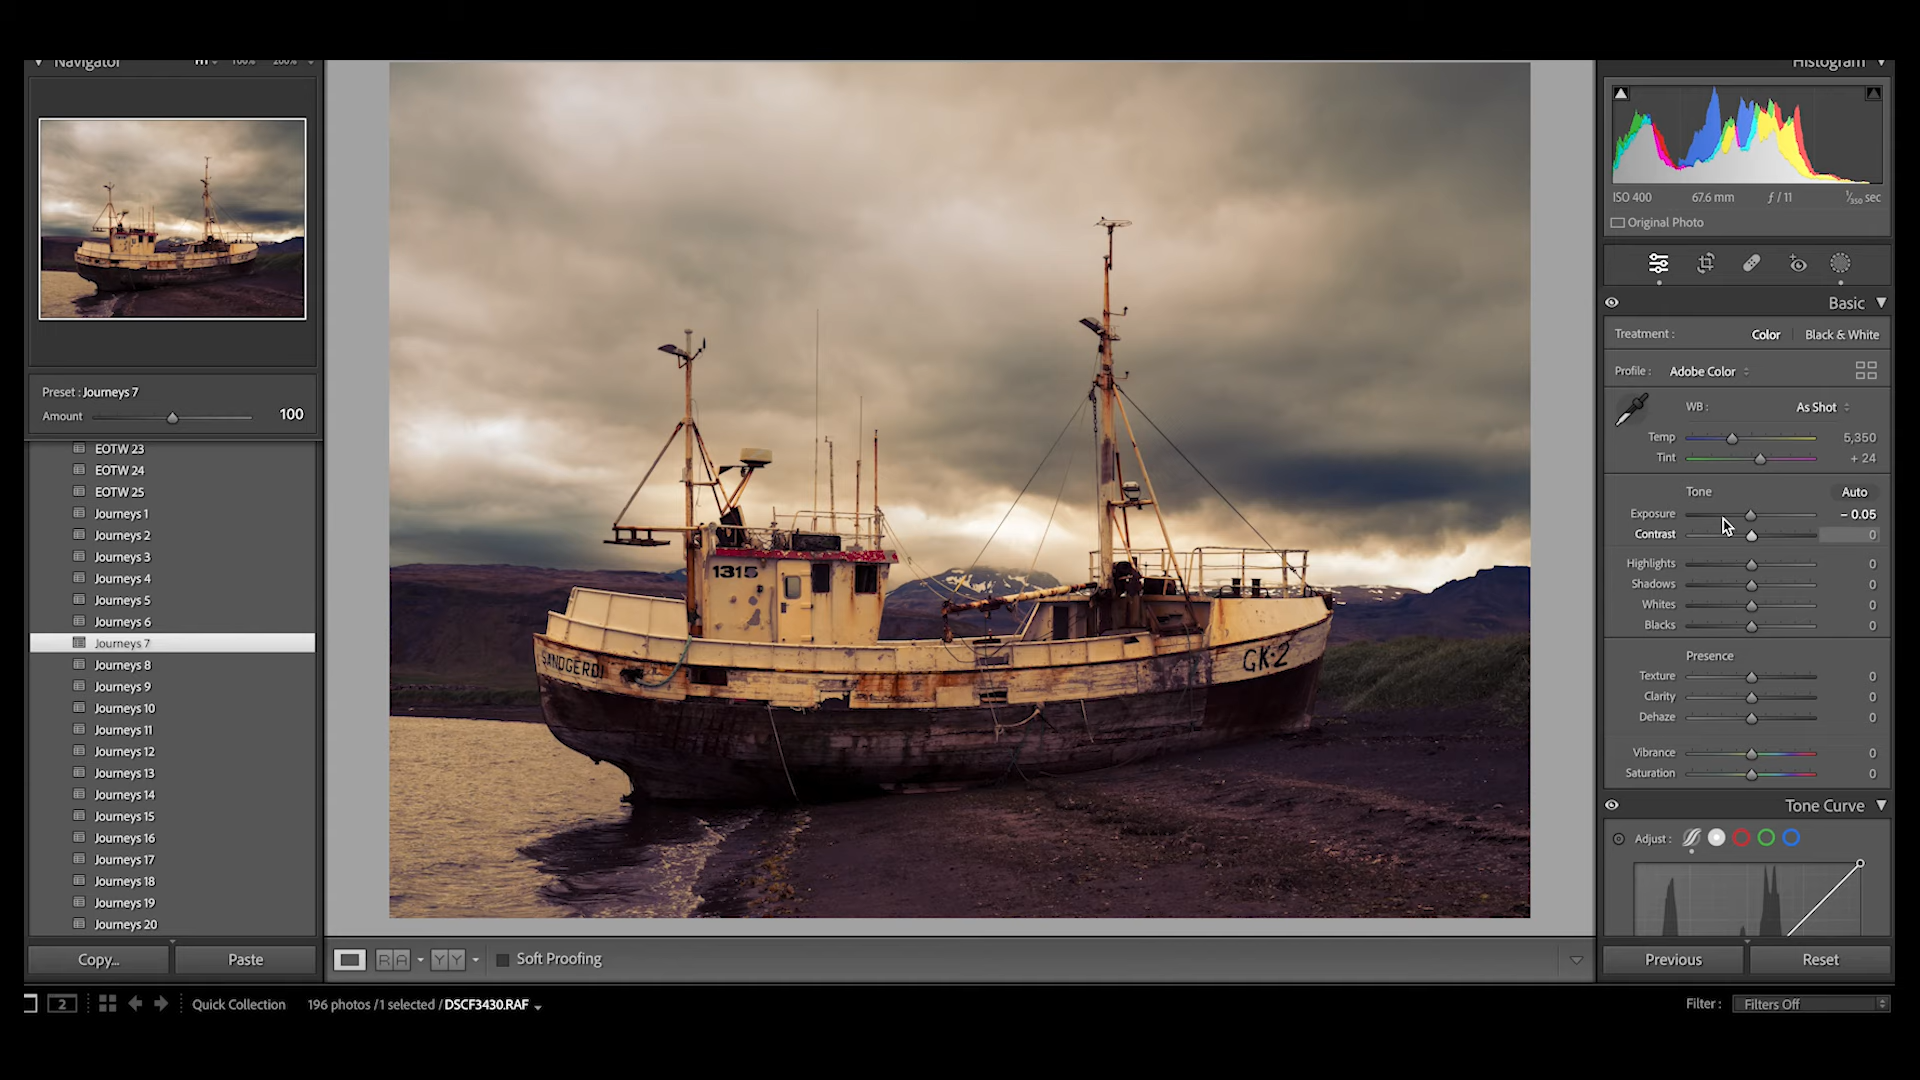 Navigator
FIT 100% 200%
Preset : Journeys 7
Amount 100
EOTW 23
EOTW 24
EOTW 25
Journeys 1
Journeys 2
Journeys 3
Journeys 4
Journeys 5
Journeys 6
Journeys 7
Journeys 8
Journeys 9
Journeys 10
Journeys 11
Journeys 12
Journeys 13
Journeys 14
Journeys 15
Journeys 16
Journeys 17
Journeys 18
Journeys 19
Journeys 20
Copy... Paste
1315
SANDGERDI
GK·2
R A Y Y Soft Proofing
Histogram
ISO 400 67.6 mm ƒ / 11 1/350 sec
Original Photo
Basic
Treatment : Color Black & White
Profile : Adobe Color
WB : As Shot
Temp 5,350
Tint + 24
Tone Auto
Exposure – 0.05
Contrast 0
Highlights 0
Shadows 0
Whites 0
Blacks 0
Presence
Texture 0
Clarity 0
Dehaze 0
Vibrance 0
Saturation 0
Tone Curve
Adjust :
Previous Reset
2 Quick Collection 196 photos / 1 selected / DSCF3430.RAF Filter : Filters Off